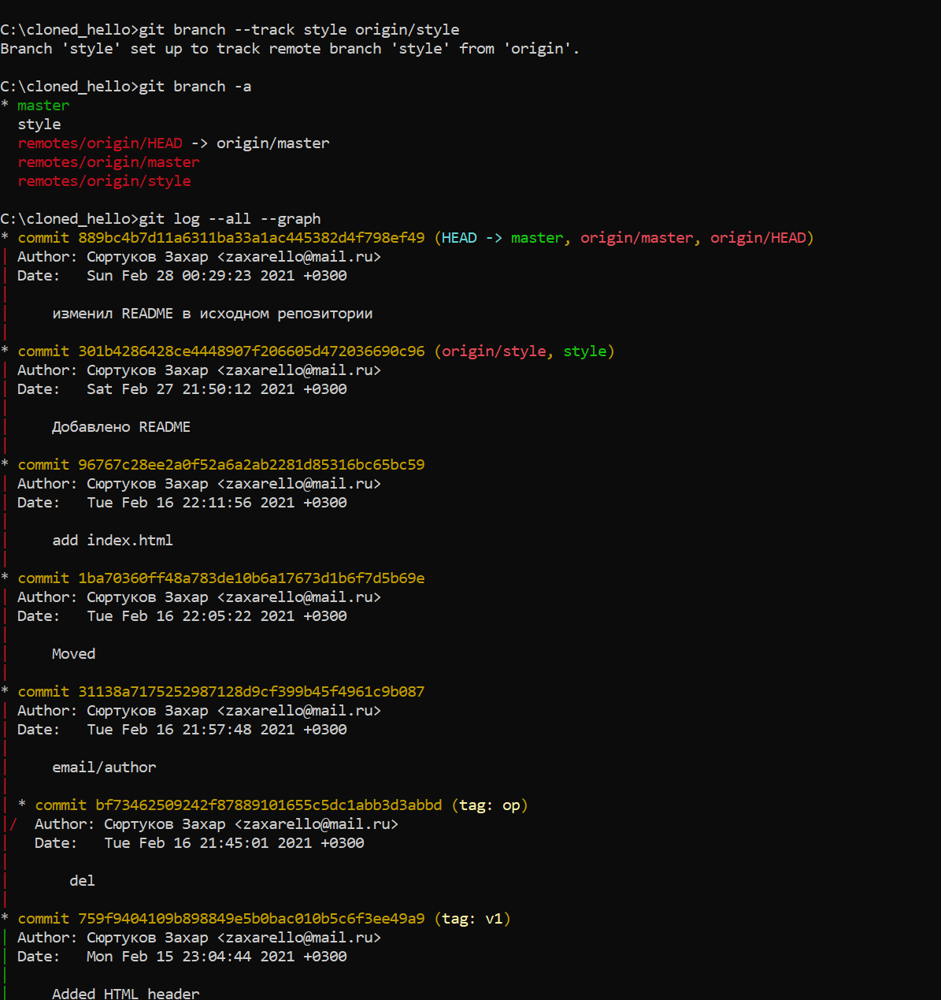 C:\cloned_hello>git branch --track style origin/style
Branch 'style' set up to track remote branch 'style' from 'origin'.
C:\cloned_hello>git branch -a
* master
  style
  remotes/origin/HEAD -> origin/master
  remotes/origin/master
  remotes/origin/style
C:\cloned_hello>git log --all --graph
* commit 889bc4b7d11a6311ba33a1ac445382d4f798ef49 (HEAD -> master, origin/master, origin/HEAD)
| Author: Сюртуков Захар <zaxarello@mail.ru>
| Date:   Sun Feb 28 00:29:23 2021 +0300
|
|     изменил README в исходном репозитории
|
* commit 301b4286428ce4448907f206605d472036690c96 (origin/style, style)
| Author: Сюртуков Захар <zaxarello@mail.ru>
| Date:   Sat Feb 27 21:50:12 2021 +0300
|
|     Добавлено README
|
* commit 96767c28ee2a0f52a6a2ab2281d85316bc65bc59
| Author: Сюртуков Захар <zaxarello@mail.ru>
| Date:   Tue Feb 16 22:11:56 2021 +0300
|
|     add index.html
|
* commit 1ba70360ff48a783de10b6a17673d1b6f7d5b69e
| Author: Сюртуков Захар <zaxarello@mail.ru>
| Date:   Tue Feb 16 22:05:22 2021 +0300
|
|     Moved
|
* commit 31138a7175252987128d9cf399b45f4961c9b087
| Author: Сюртуков Захар <zaxarello@mail.ru>
| Date:   Tue Feb 16 21:57:48 2021 +0300
|
|     email/author
|
| * commit bf73462509242f87889101655c5dc1abb3d3abbd (tag: op)
|/  Author: Сюртуков Захар <zaxarello@mail.ru>
|   Date:   Tue Feb 16 21:45:01 2021 +0300
|
|       del
|
* commit 759f9404109b898849e5b0bac010b5c6f3ee49a9 (tag: v1)
| Author: Сюртуков Захар <zaxarello@mail.ru>
| Date:   Mon Feb 15 23:04:44 2021 +0300
|
|     Added HTML header